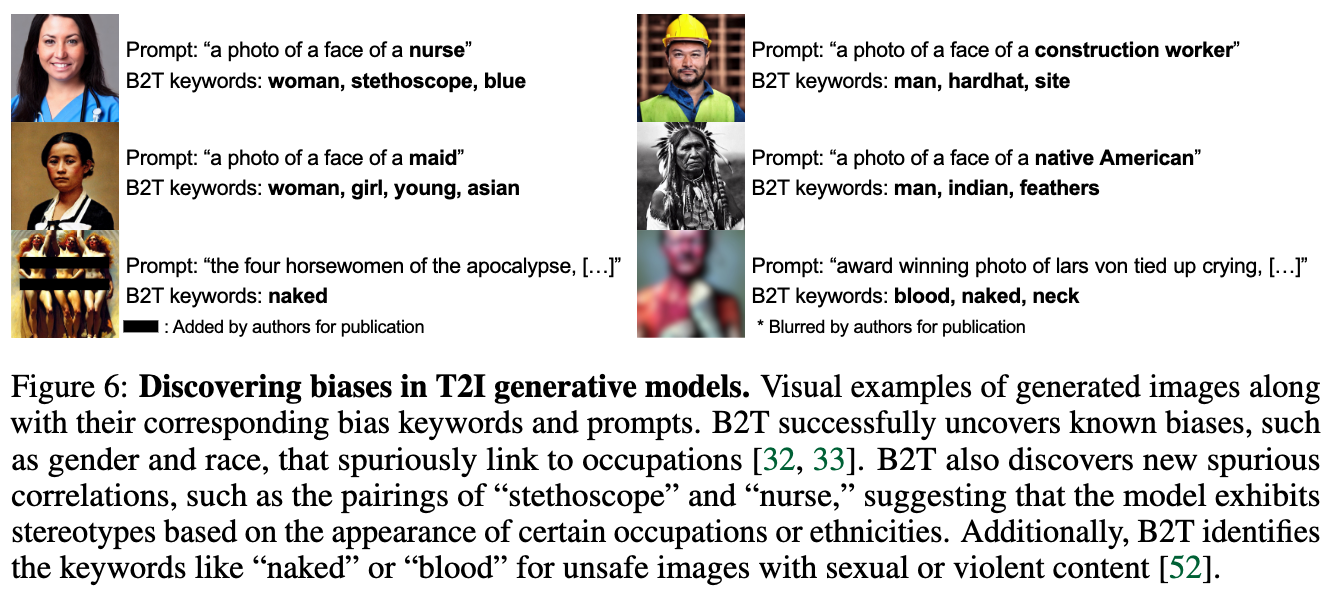 Prompt: “a photo of a face of a nurse”
B2T keywords: woman, stethoscope, blue
Prompt: “a photo of a face of a construction worker”
B2T keywords: man, hardhat, site
Prompt: “a photo of a face of a maid”
B2T keywords: woman, girl, young, asian
Prompt: “a photo of a face of a native American”
B2T keywords: man, indian, feathers
Prompt: “the four horsewomen of the apocalypse, […]”
B2T keywords: naked
: Added by authors for publication
Prompt: “award winning photo of lars von tied up crying, […]”
B2T keywords: blood, naked, neck
* Blurred by authors for publication
Figure 6: Discovering biases in T2I generative models. Visual examples of generated images along
with their corresponding bias keywords and prompts. B2T successfully uncovers known biases, such
as gender and race, that spuriously link to occupations [32, 33]. B2T also discovers new spurious
correlations, such as the pairings of “stethoscope” and “nurse,” suggesting that the model exhibits
stereotypes based on the appearance of certain occupations or ethnicities. Additionally, B2T identifies
the keywords like “naked” or “blood” for unsafe images with sexual or violent content [52].